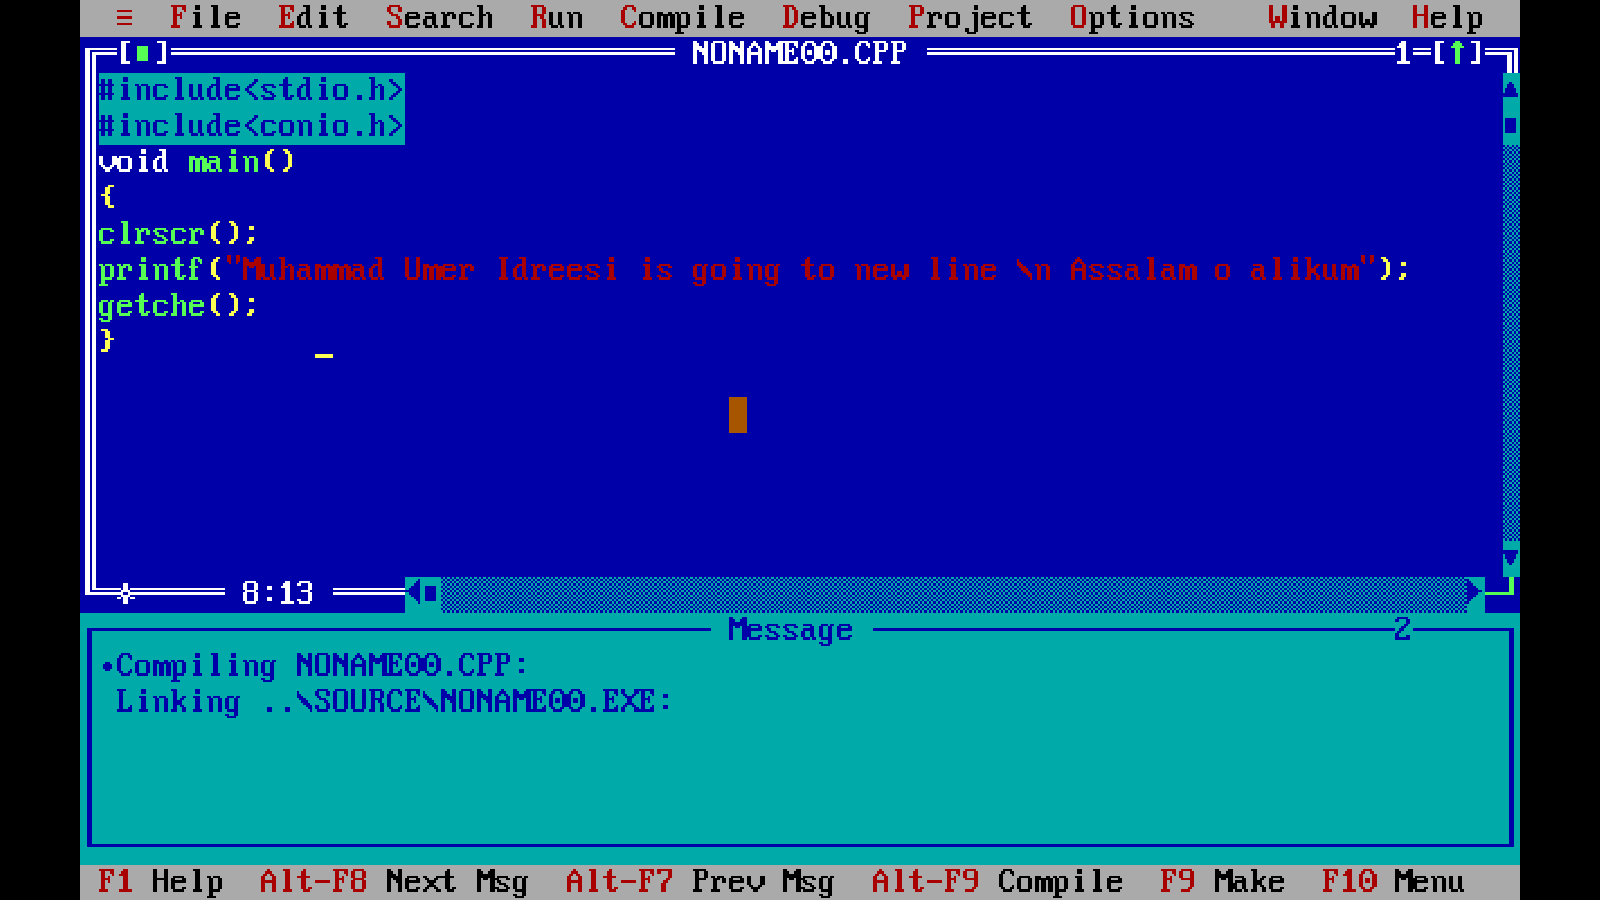 ≡ File Edit Search Run Compile Debug Project Options Window Help
[■] NONAME00.CPP 1=[↑]
#include<stdio.h>
#include<conio.h>
void main()
{
clrscr();
printf("Muhammad Umer Idreesi is going to new line \n Assalam o alikum");
getche();
}
8:13
Message 2
•Compiling NONAME00.CPP:
Linking ..\SOURCE\NONAME00.EXE:
F1 Help Alt-F8 Next Msg Alt-F7 Prev Msg Alt-F9 Compile F9 Make F10 Menu